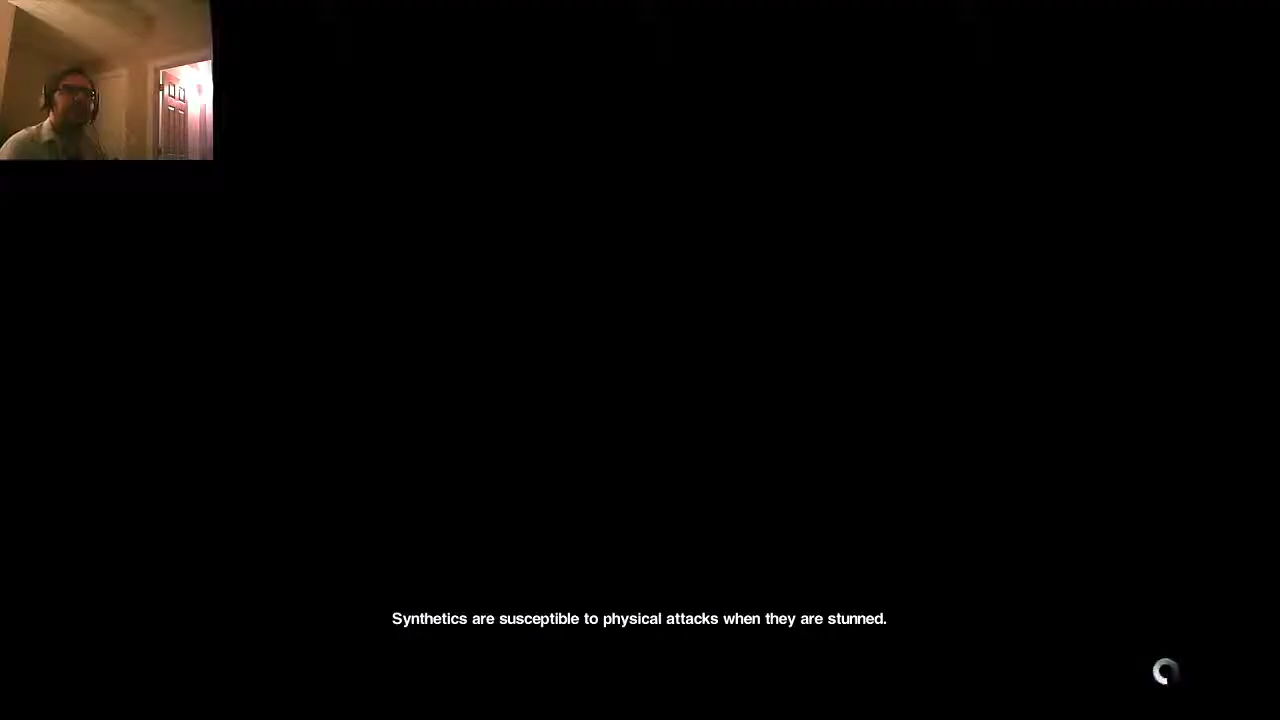 Synthetics are susceptible to physical attacks when they are stunned.